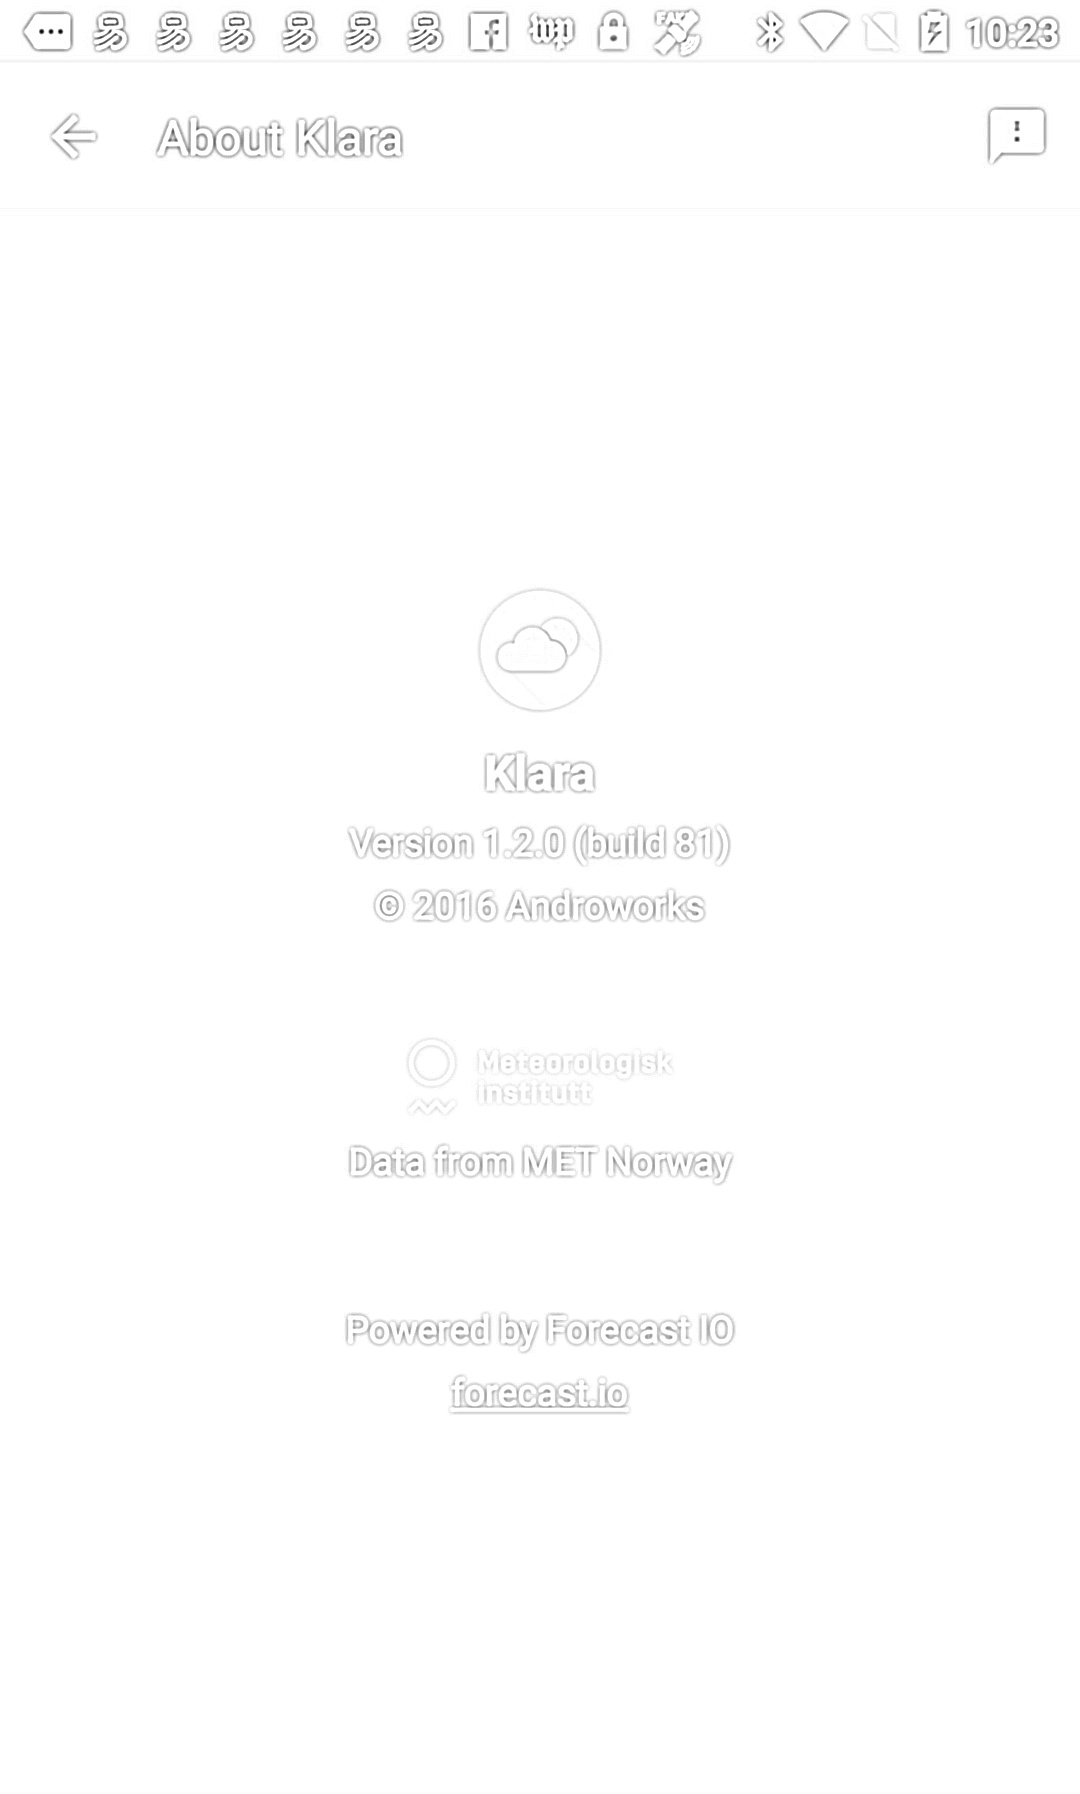 10:23
About Klara
Klara
Version 1.2.0 (build 81)
© 2016 Androworks
Meteorologisk
institutt
Data from MET Norway
Powered by Forecast IO
forecast.io